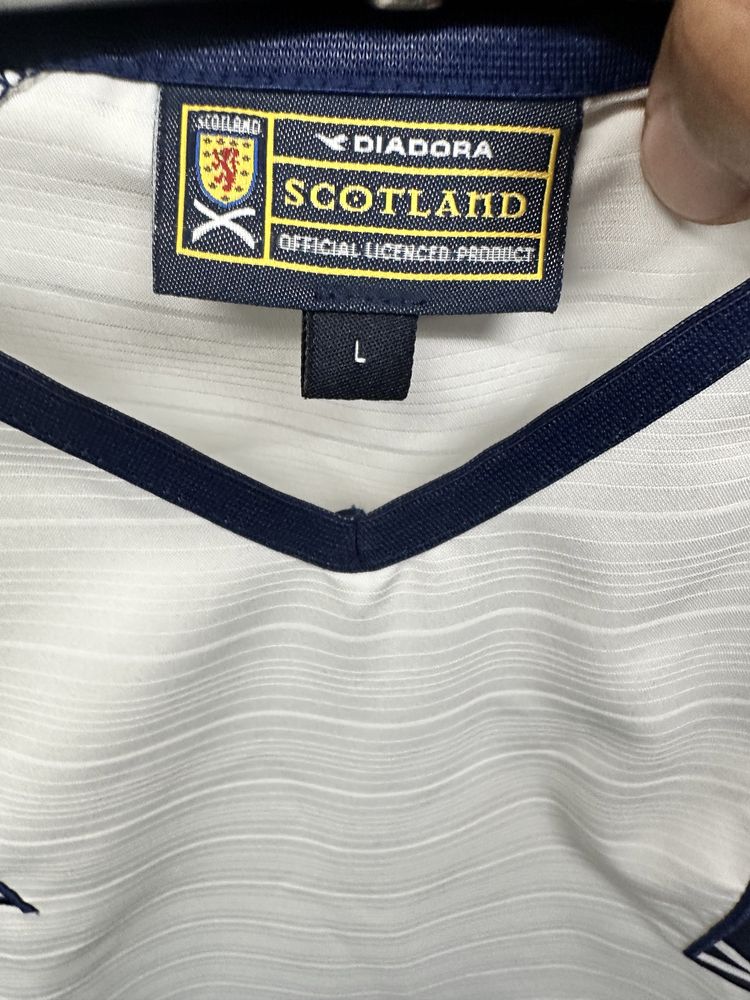 SCOTLAND
DIADORA
SCOTLAND
OFFICIAL LICENCED PRODUCT
L